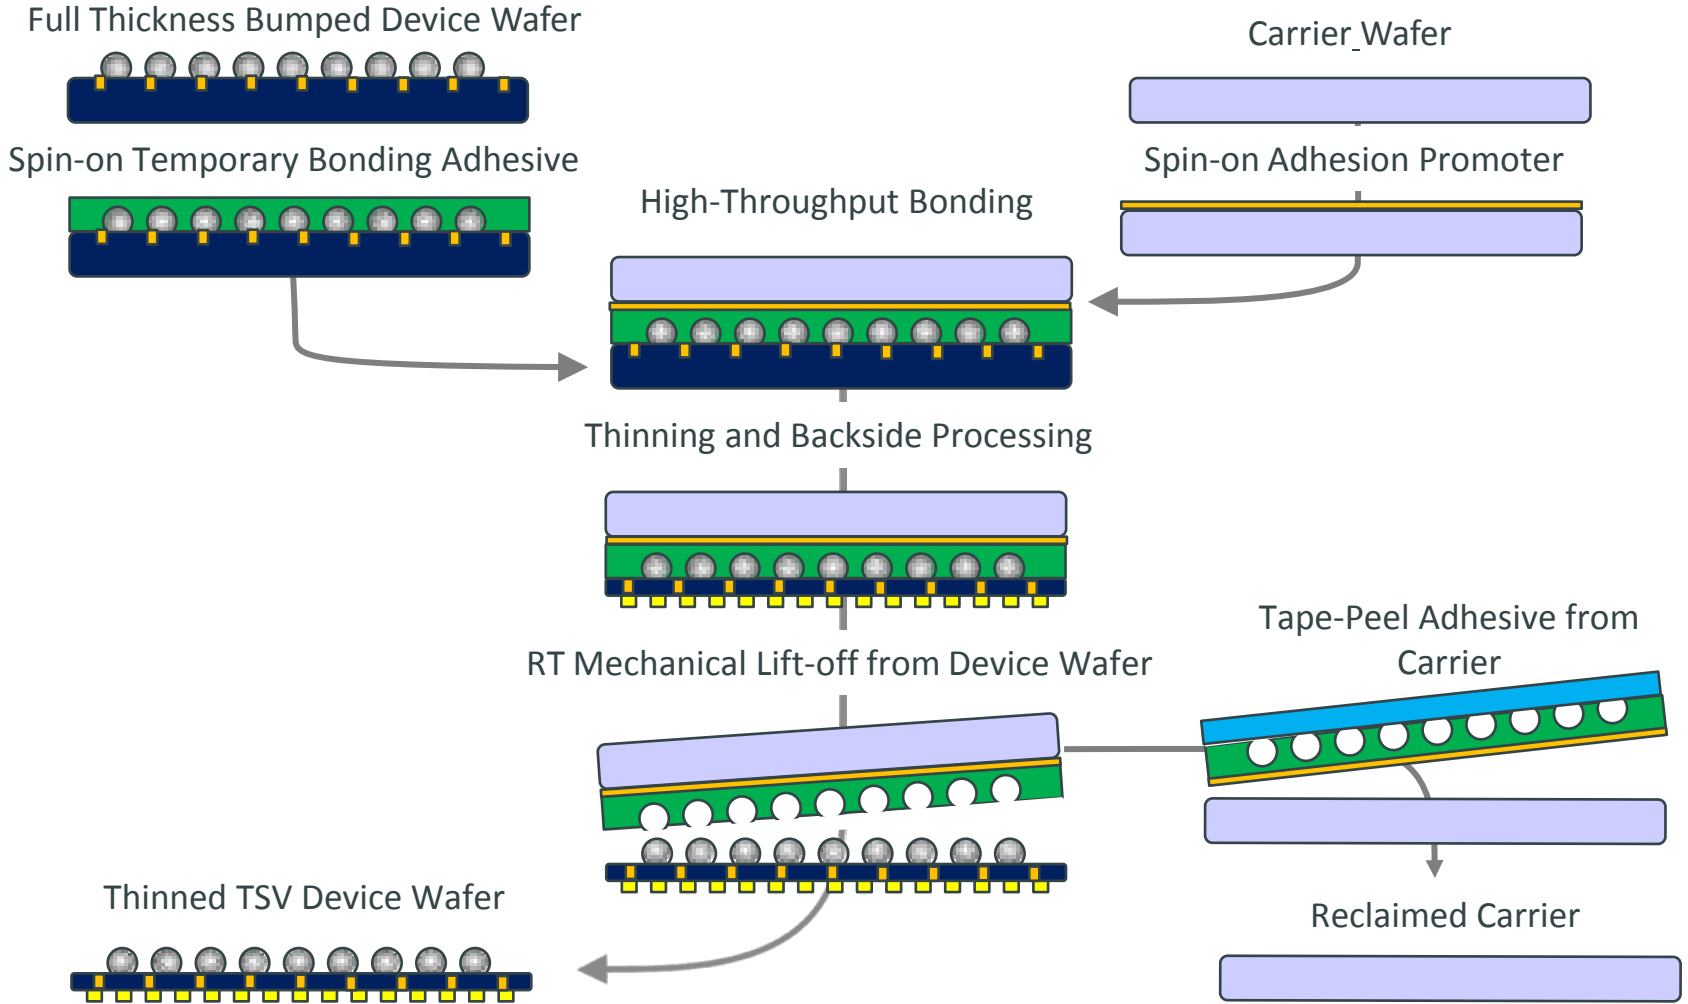 Full Thickness Bumped Device Wafer
Carrier Wafer
Spin-on Temporary Bonding Adhesive
Spin-on Adhesion Promoter
High-Throughput Bonding
Thinning and Backside Processing
Tape-Peel Adhesive from
Carrier
RT Mechanical Lift-off from Device Wafer
Thinned TSV Device Wafer
Reclaimed Carrier